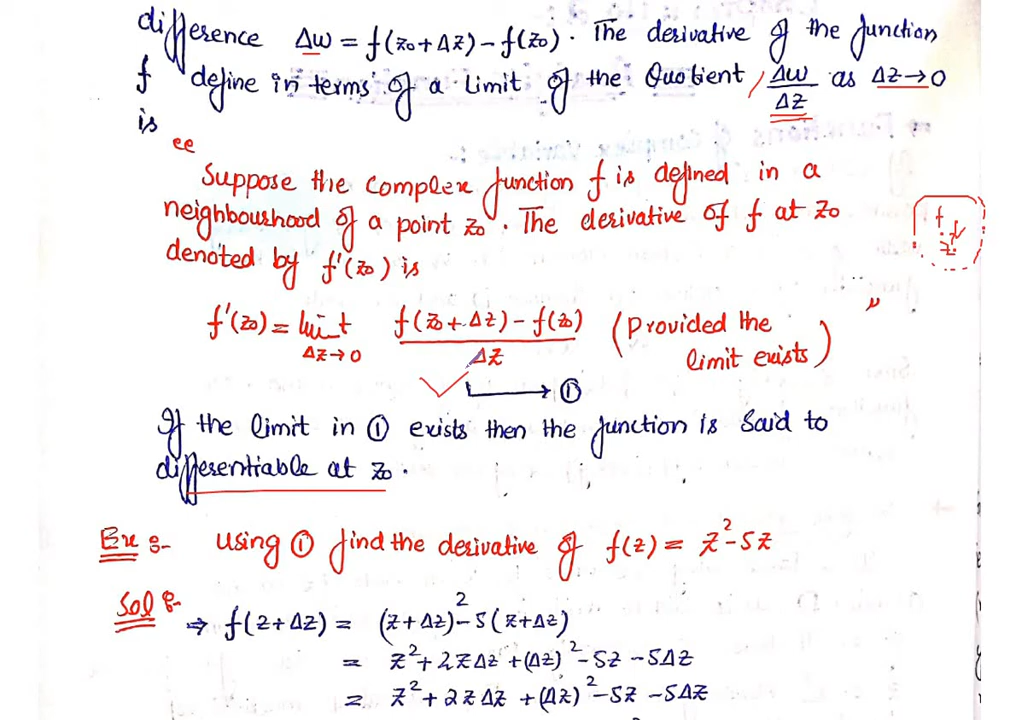 difference Δw = f(z₀+Δz) − f(z₀). The derivative of the function
f define in terms of a limit of the Quotient, Δw/Δz as Δz→0
is
" Suppose the complex function f is defined in a
neighbourhood of a point z₀. The derivative of f at z₀
denoted by f'(z₀) is
f'(z₀) = limit Δz→0 f(z₀+Δz) − f(z₀) / Δz (Provided the limit exists) "
→ ①
If the limit in ① exists then the function is said to
differentiable at z₀.
Ex :- using ① find the derivative of f(z) = z² − 5z
Sol :- ⇒ f(z+Δz) = (z+Δz)² − 5(z+Δz)
= z² + 2zΔz + (Δz)² − 5z − 5Δz
= z² + 2zΔz + (Δz)² − 5z − 5Δz